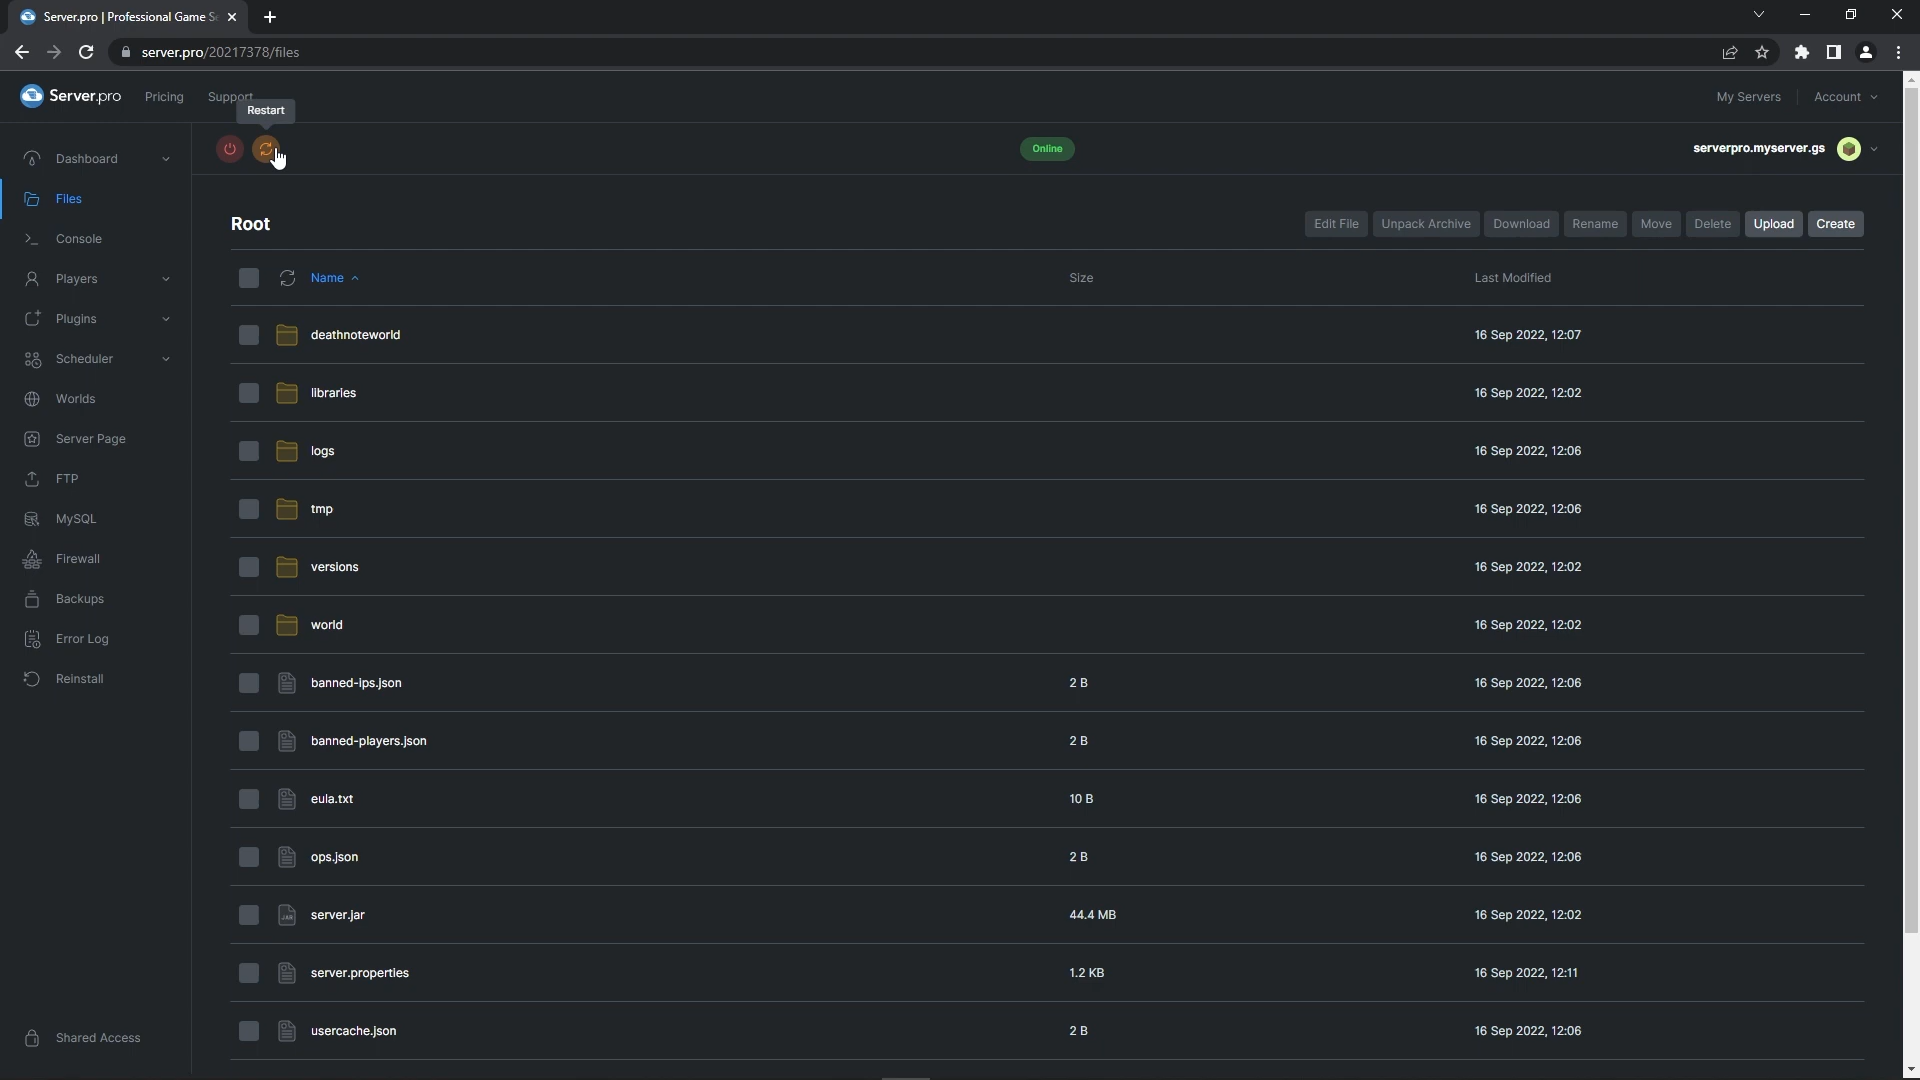 Server.pro | Professional Game S
server.pro/20217378/files
Server.pro
Pricing
Support
My Servers
Account
Restart
Online
serverpro.myserver.gs
Dashboard
Files
Console
Players
Plugins
Scheduler
Worlds
Server Page
FTP
MySQL
Firewall
Backups
Error Log
Reinstall
Shared Access
Root
Edit File
Unpack Archive
Download
Rename
Move
Delete
Upload
Create
Name Size Last Modified
deathnoteworld 16 Sep 2022, 12:07
libraries 16 Sep 2022, 12:02
logs 16 Sep 2022, 12:06
tmp 16 Sep 2022, 12:06
versions 16 Sep 2022, 12:02
world 16 Sep 2022, 12:02
banned-ips.json 2 B 16 Sep 2022, 12:06
banned-players.json 2 B 16 Sep 2022, 12:06
eula.txt 10 B 16 Sep 2022, 12:06
ops.json 2 B 16 Sep 2022, 12:06
JAR server.jar 44.4 MB 16 Sep 2022, 12:02
server.properties 1.2 KB 16 Sep 2022, 12:11
usercache.json 2 B 16 Sep 2022, 12:06